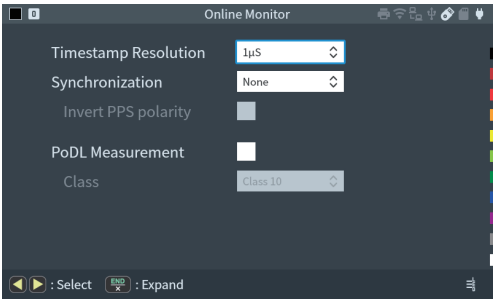 0 Online Monitor
Timestamp Resolution 1µS
Synchronization None
Invert PPS polarity
PoDL Measurement
Class Class 10
: Select END × : Expand